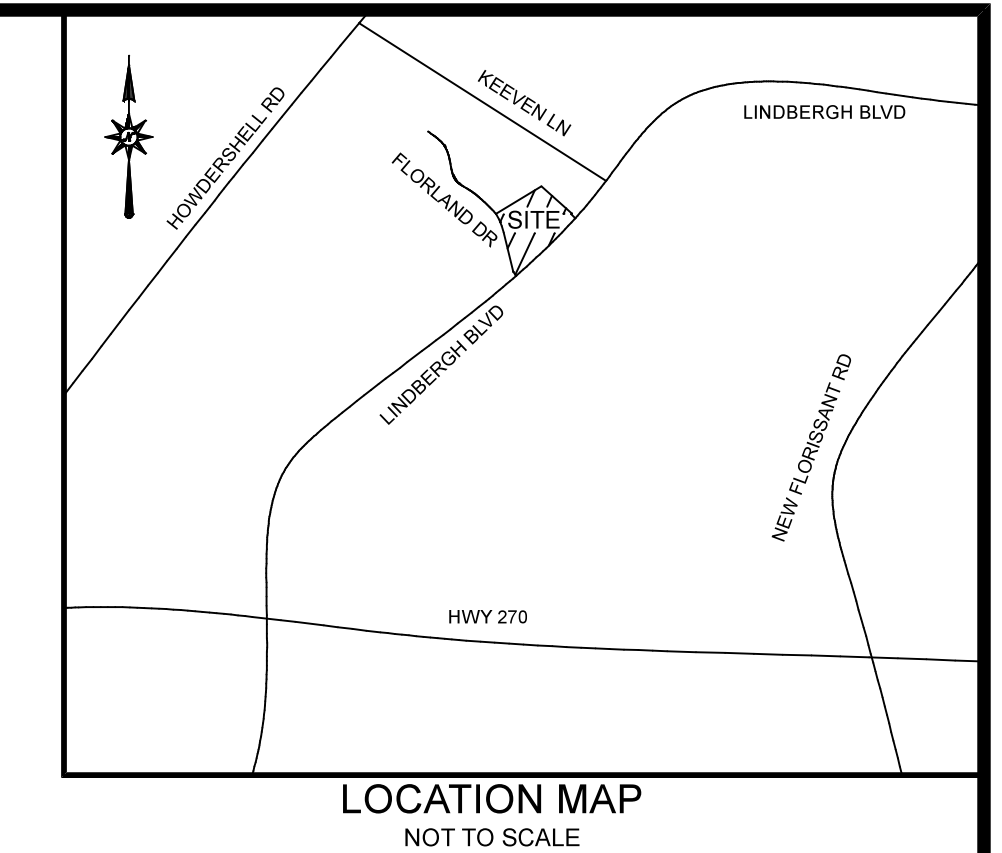 KEEVEN LN
LINDBERGH BLVD
HOWDERSHELL RD
N
FLORLAND DR
SITE
LINDBERGH BLVD
NEW FLORISSANT RD
HWY 270
LOCATION MAP
NOT TO SCALE